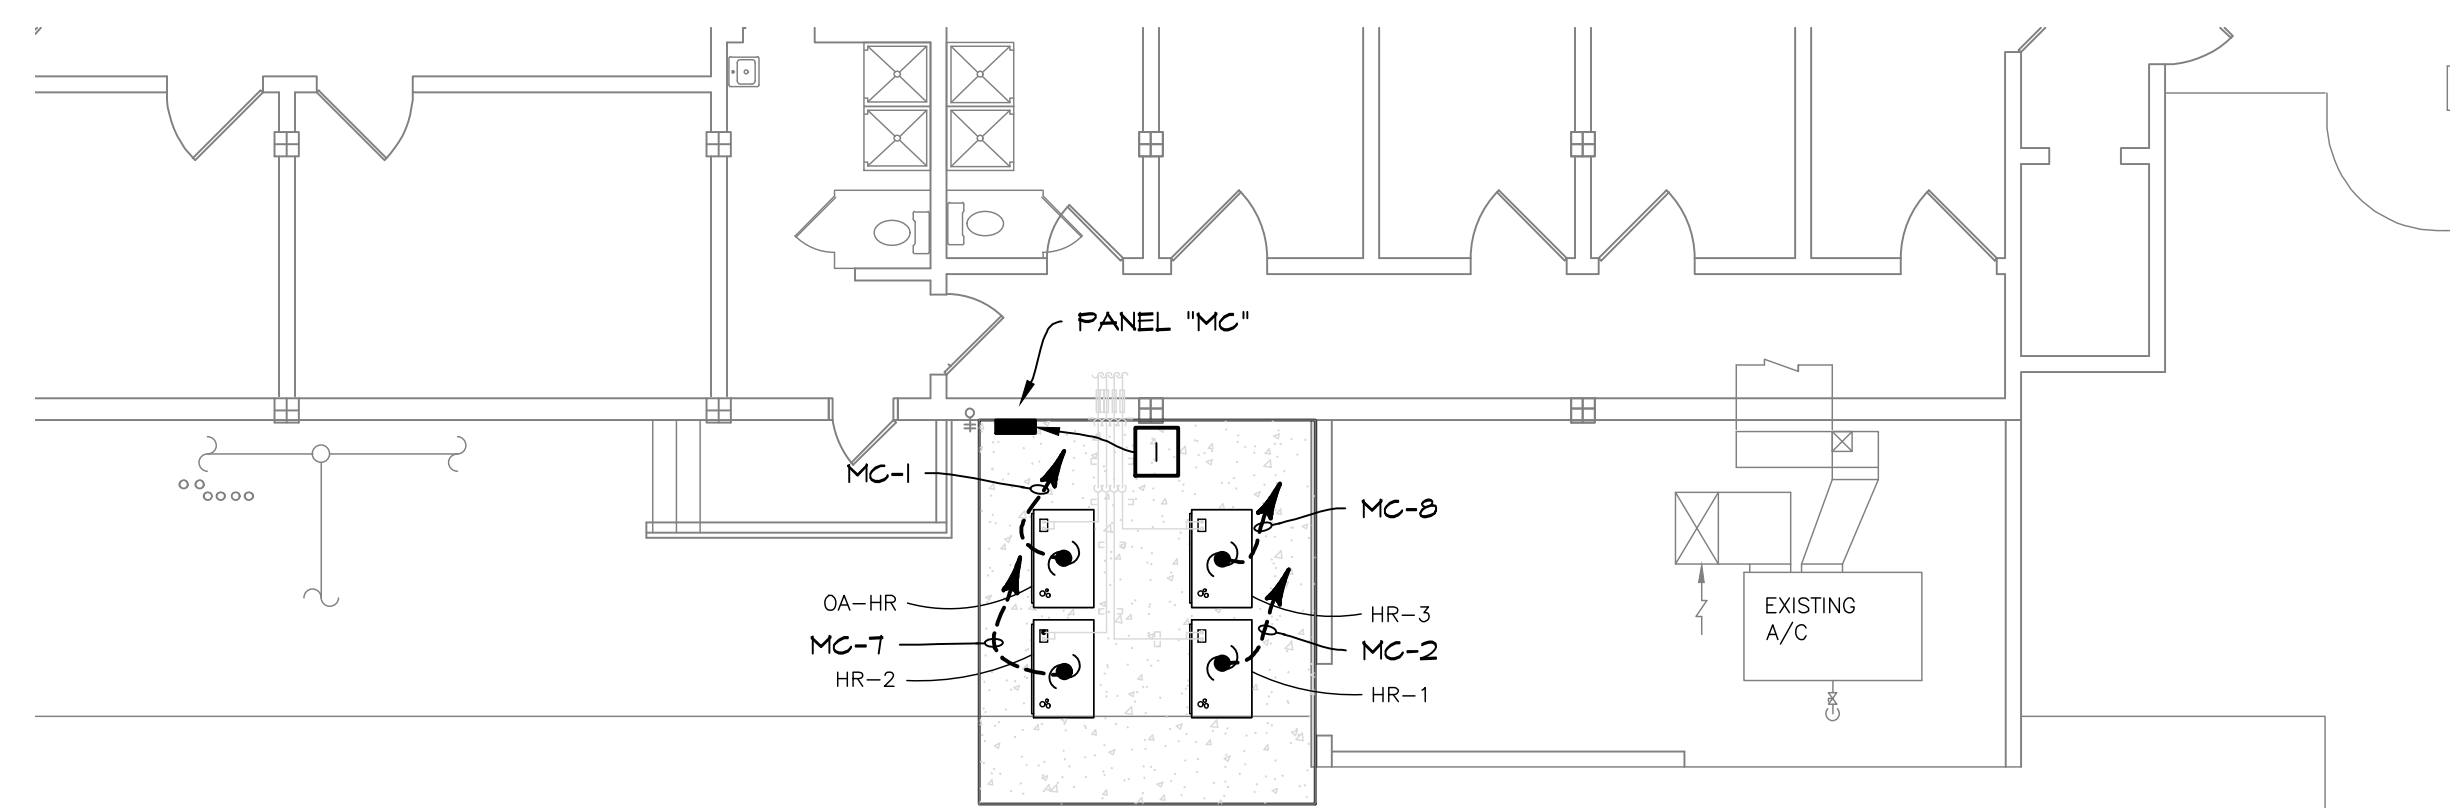 PANEL "MC"
1
MC-1
MC-8
OA-HR
HR-3
EXISTING
A/C
MC-7
MC-2
HR-2
HR-1